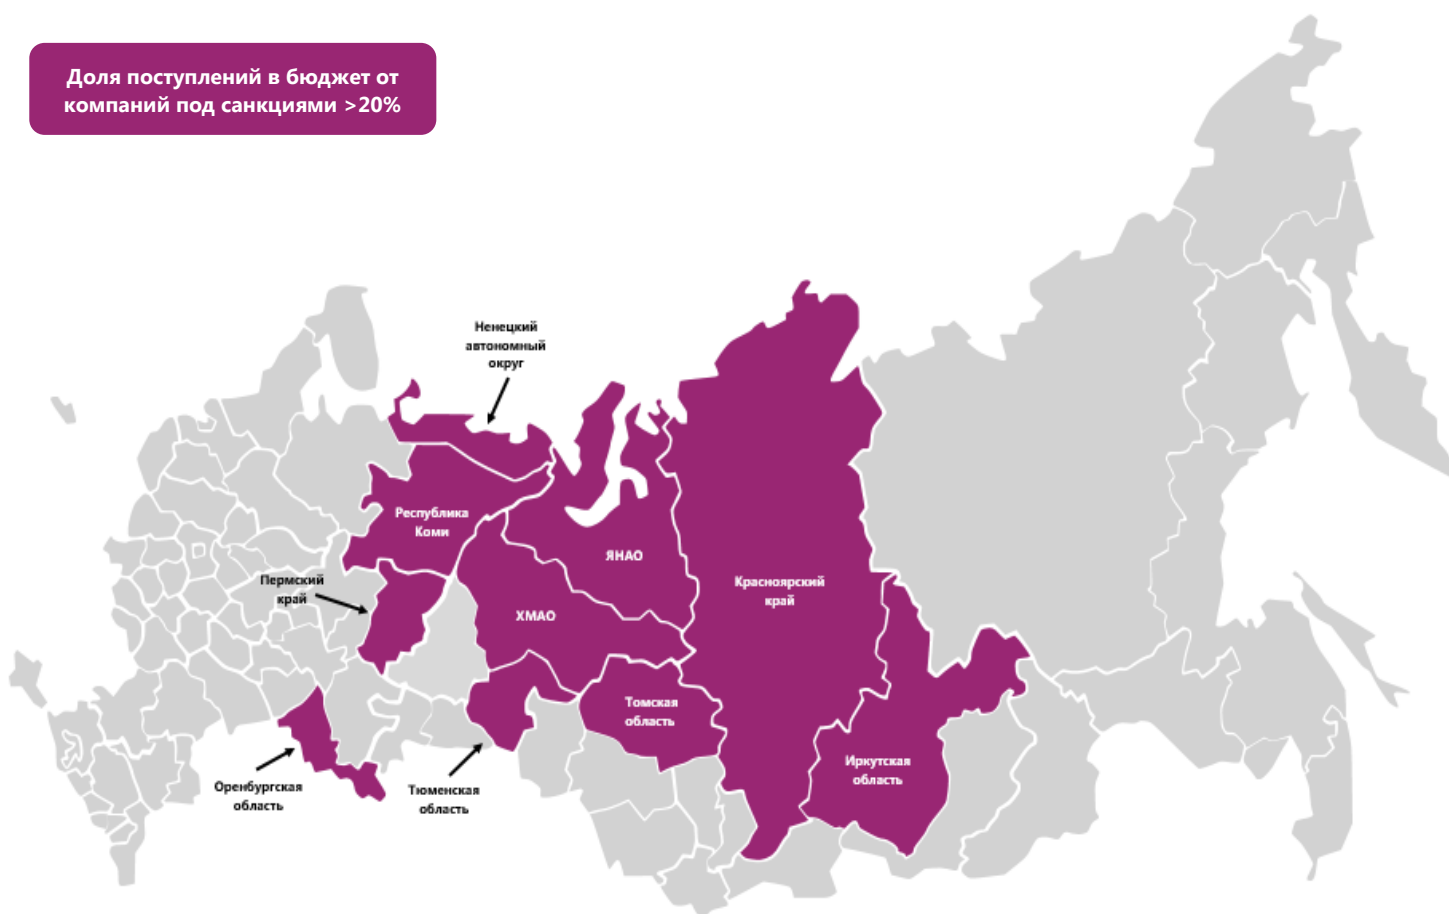 Доля поступлений в бюджет от
компаний под санкциями >20%
Ненецкий
автономный
округ
Республика
Коми
ЯНАО
Пермский
край
Красноярский
край
ХМАО
Томская
область
Иркутская
область
Оренбургская
область
Тюменская
область